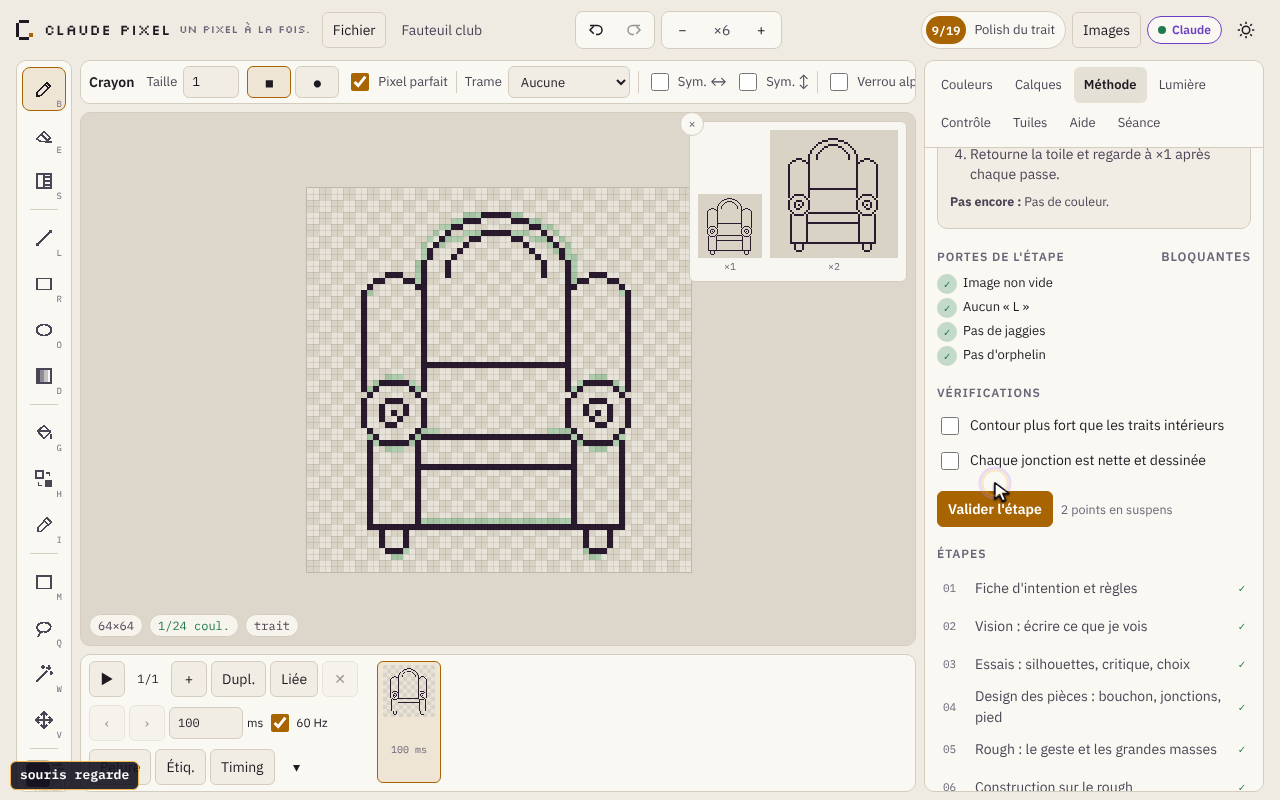 CLAUDE PIXEL UN PIXEL À LA FOIS. Fichier Fauteuil club − ×6 + 9/19 Polish du trait Images Claude
Crayon Taille 1 Pixel parfait Trame Aucune Sym. Sym. Verrou alp
B
E
S
L
R
O
D
G
H
I
M
Q
W
V
×
×1 ×2
64×64 1/24 coul. trait
1/1 + Dupl. Liée ×
‹ › 100 ms 60 Hz
Étiq. Timing
100 ms
souris regarde
Couleurs Calques Méthode Lumière
Contrôle Tuiles Aide Séance
4. Retourne la toile et regarde à ×1 après
chaque passe.
Pas encore : Pas de couleur.
PORTES DE L'ÉTAPE BLOQUANTES
Image non vide
Aucun « L »
Pas de jaggies
Pas d'orphelin
VÉRIFICATIONS
Contour plus fort que les traits intérieurs
Chaque jonction est nette et dessinée
Valider l'étape 2 points en suspens
ÉTAPES
01 Fiche d'intention et règles ✓
02 Vision : écrire ce que je vois ✓
03 Essais : silhouettes, critique, choix ✓
04 Design des pièces : bouchon, jonctions,
pied ✓
05 Rough : le geste et les grandes masses ✓
06 Construction sur le rough ✓